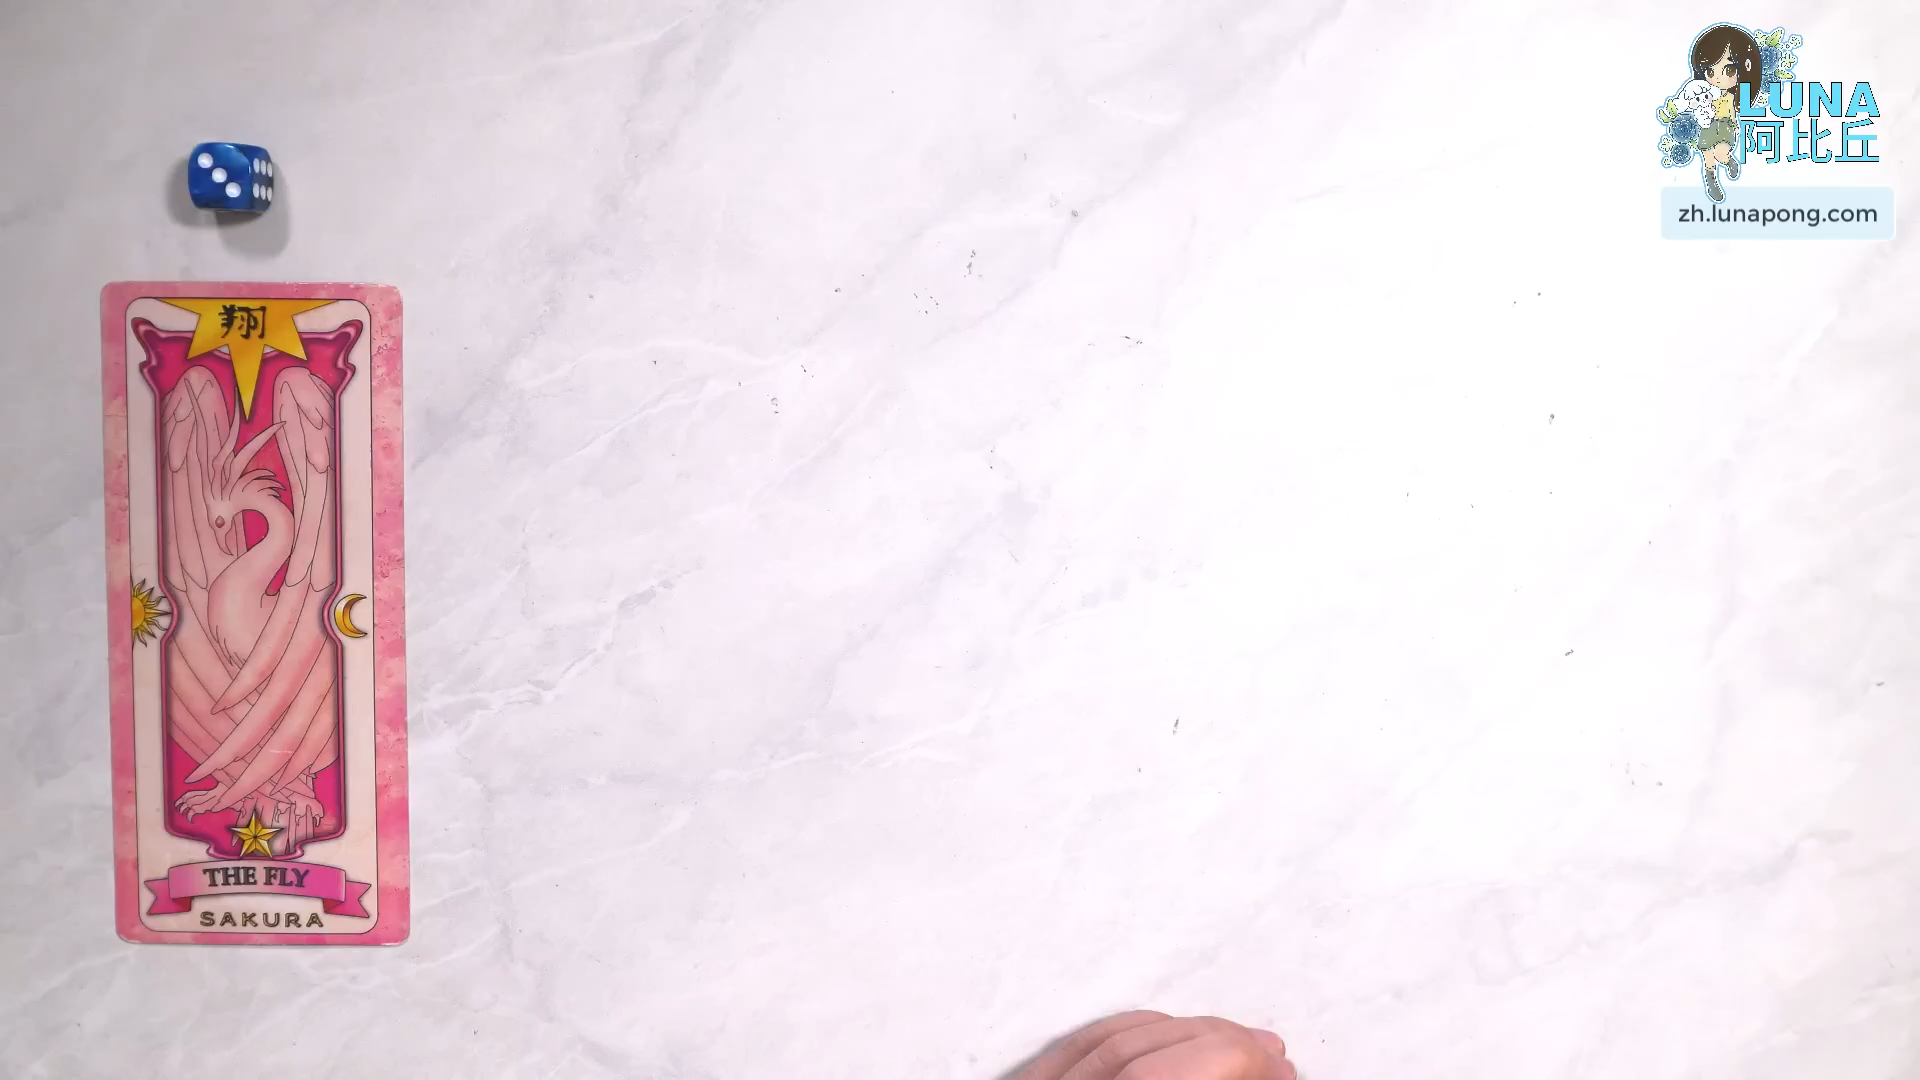 翔
THE FLY
SAKURA
LUNA
阿比丘
zh.lunapong.com